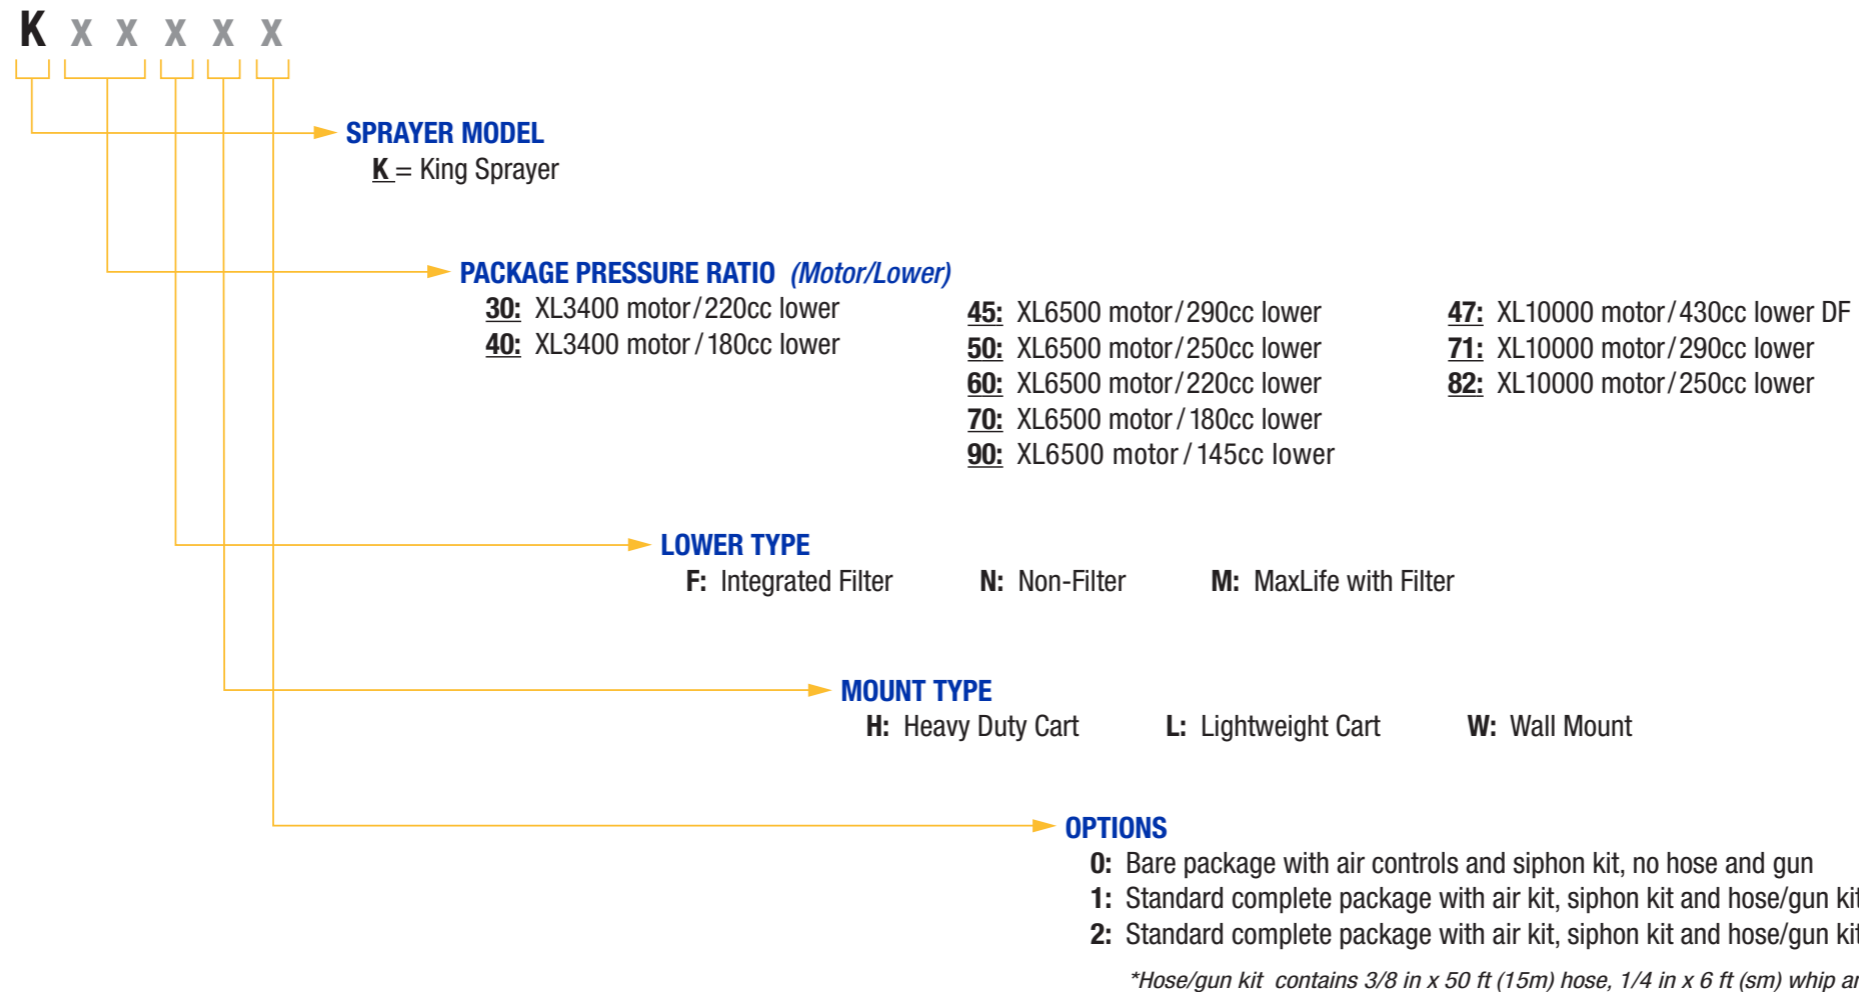 K x x x x x
SPRAYER MODEL
K = King Sprayer
PACKAGE PRESSURE RATIO (Motor/Lower)
30: XL3400 motor/220cc lower
40: XL3400 motor/180cc lower
45: XL6500 motor/290cc lower
50: XL6500 motor/250cc lower
60: XL6500 motor/220cc lower
70: XL6500 motor/180cc lower
90: XL6500 motor/145cc lower
47: XL10000 motor/430cc lower DF
71: XL10000 motor/290cc lower
82: XL10000 motor/250cc lower
LOWER TYPE
F: Integrated Filter N: Non-Filter M: MaxLife with Filter
MOUNT TYPE
H: Heavy Duty Cart L: Lightweight Cart W: Wall Mount
OPTIONS
0: Bare package with air controls and siphon kit, no hose and gun
1: Standard complete package with air kit, siphon kit and hose/gun kit
2: Standard complete package with air kit, siphon kit and hose/gun kit
*Hose/gun kit contains 3/8 in x 50 ft (15m) hose, 1/4 in x 6 ft (sm) whip